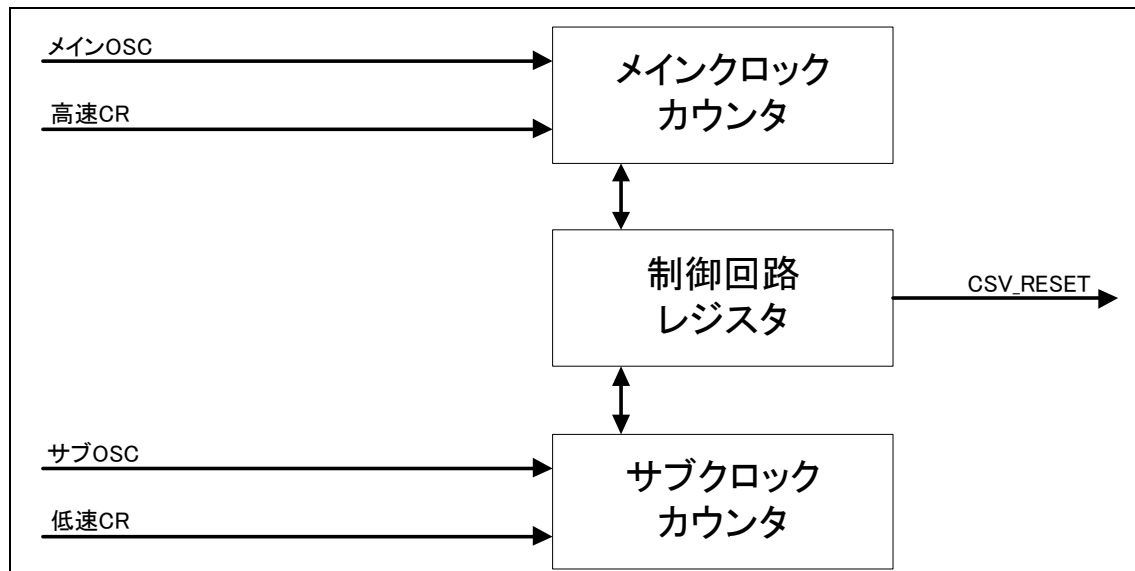 メインOSC
高速CR
メインクロック
カウンタ
制御回路
レジスタ
CSV_RESET
サブOSC
低速CR
サブクロック
カウンタ